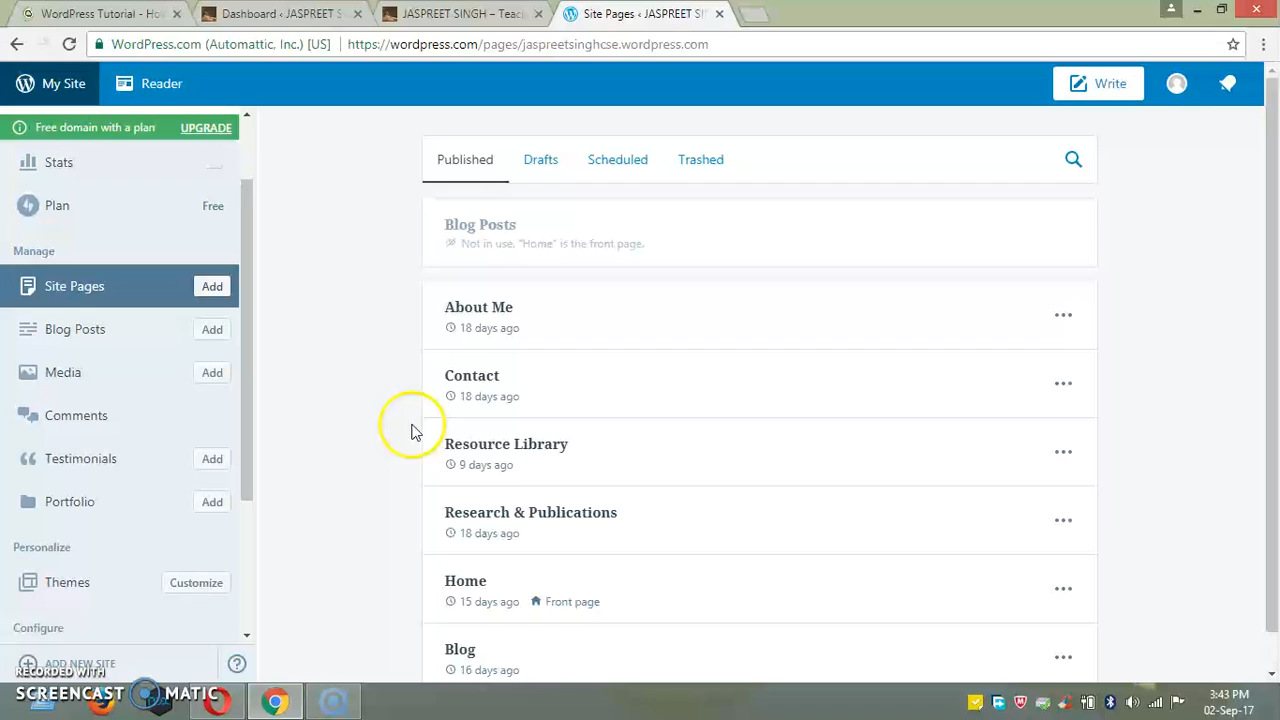 WordPress Tutorial - Ho
Dashboard ‹ JASPREET S
JASPREET SINGH – Teac
Site Pages ‹ JASPREET SI
WordPress.com (Automattic, Inc.) [US]
https://wordpress.com/pages/jaspreetsinghcse.wordpress.com
My Site
Reader
Write
Free domain with a plan
UPGRADE
Stats
Plan
Free
Manage
Site Pages
Add
Blog Posts
Add
Media
Add
Comments
Testimonials
Add
Portfolio
Add
Personalize
Themes
Customize
Configure
ADD NEW SITE
Published
Drafts
Scheduled
Trashed
Blog Posts
Not in use. "Home" is the front page.
About Me
18 days ago
Contact
18 days ago
Resource Library
9 days ago
Research & Publications
18 days ago
Home
15 days ago
Front page
Blog
16 days ago
RECORDED WITH
SCREENCAST MATIC
3:43 PM
02-Sep-17